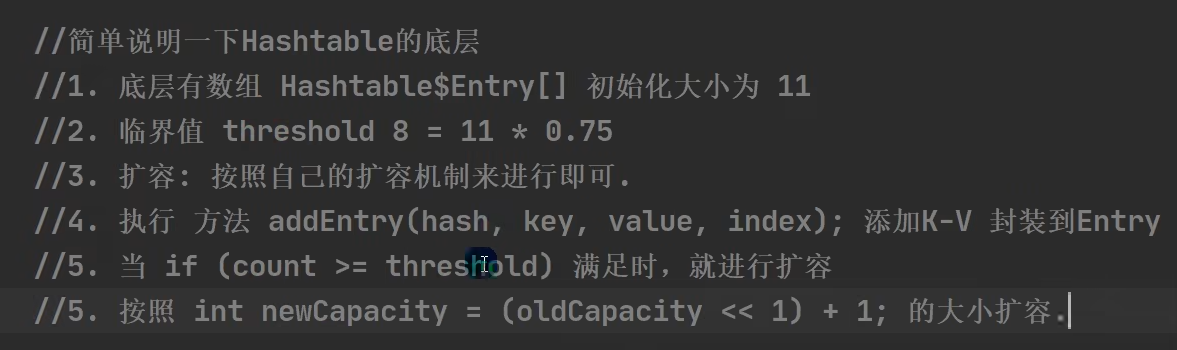 //简单说明一下Hashtable的底层
//1. 底层有数组 Hashtable$Entry[] 初始化大小为 11
//2. 临界值 threshold 8 = 11 * 0.75
//3. 扩容: 按照自己的扩容机制来进行即可.
//4. 执行 方法 addEntry(hash, key, value, index); 添加K-V 封装到Entry
//5. 当 if (count >= threshold) 满足时，就进行扩容
//5. 按照 int newCapacity = (oldCapacity << 1) + 1; 的大小扩容.